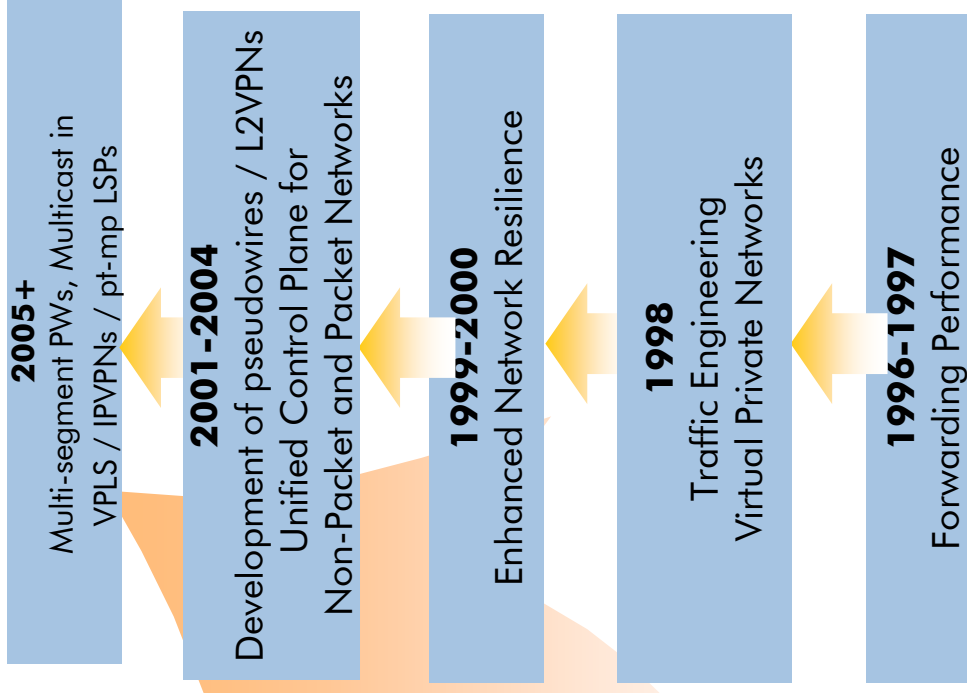 2005+
Multi-segment PWs, Multicast in
VPLS / IPVPNs / pt-mp LSPs
2001-2004
Development of pseudowires / L2VPNs
Unified Control Plane for
Non-Packet and Packet Networks
1999-2000
Enhanced Network Resilience
1998
Traffic Engineering
Virtual Private Networks
1996-1997
Forwarding Performance